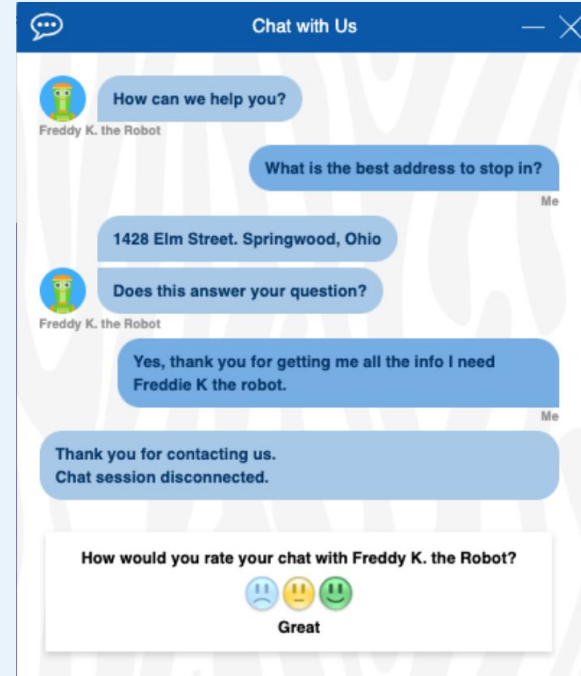 Chat with Us
How can we help you?
Freddy K. the Robot
What is the best address to stop in?
Me
1428 Elm Street. Springwood, Ohio
Does this answer your question?
Freddy K. the Robot
Yes, thank you for getting me all the info I need
Freddie K the robot.
Me
Thank you for contacting us.
Chat session disconnected.
How would you rate your chat with Freddy K. the Robot?
Great